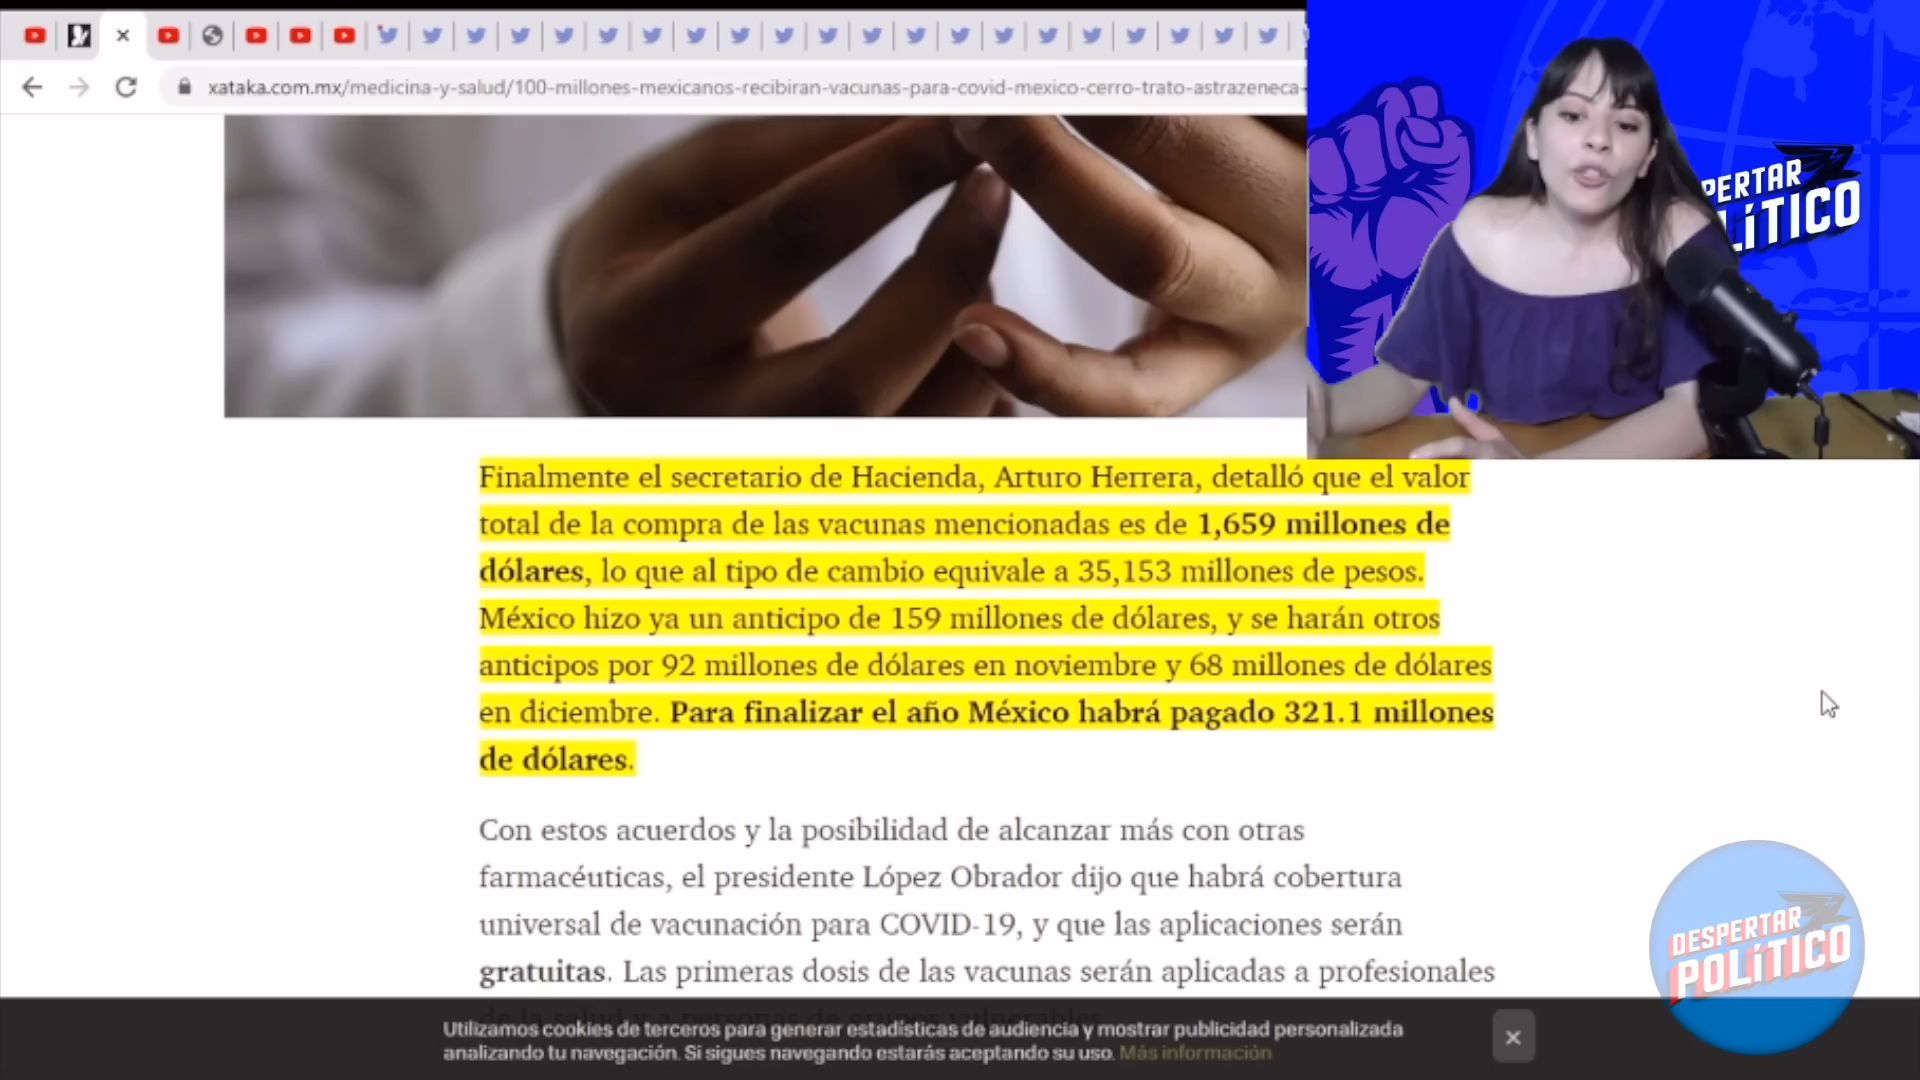 xataka.com.mx/medicina-y-salud/100-millones-mexicanos-recibiran-vacunas-para-covid-mexico-cerro-trato-astrazeneca-
PERTAR
LíTICO
Finalmente el secretario de Hacienda, Arturo Herrera, detalló que el valor
total de la compra de las vacunas mencionadas es de 1,659 millones de
dólares, lo que al tipo de cambio equivale a 35,153 millones de pesos.
México hizo ya un anticipo de 159 millones de dólares, y se harán otros
anticipos por 92 millones de dólares en noviembre y 68 millones de dólares
en diciembre. Para finalizar el año México habrá pagado 321.1 millones
de dólares.
Con estos acuerdos y la posibilidad de alcanzar más con otras
farmacéuticas, el presidente López Obrador dijo que habrá cobertura
universal de vacunación para COVID-19, y que las aplicaciones serán
gratuitas. Las primeras dosis de las vacunas serán aplicadas a profesionales
DESPERTAR
POLíTICO
Utilizamos cookies de terceros para generar estadísticas de audiencia y mostrar publicidad personalizada
analizando tu navegación. Si sigues navegando estarás aceptando su uso. Más información